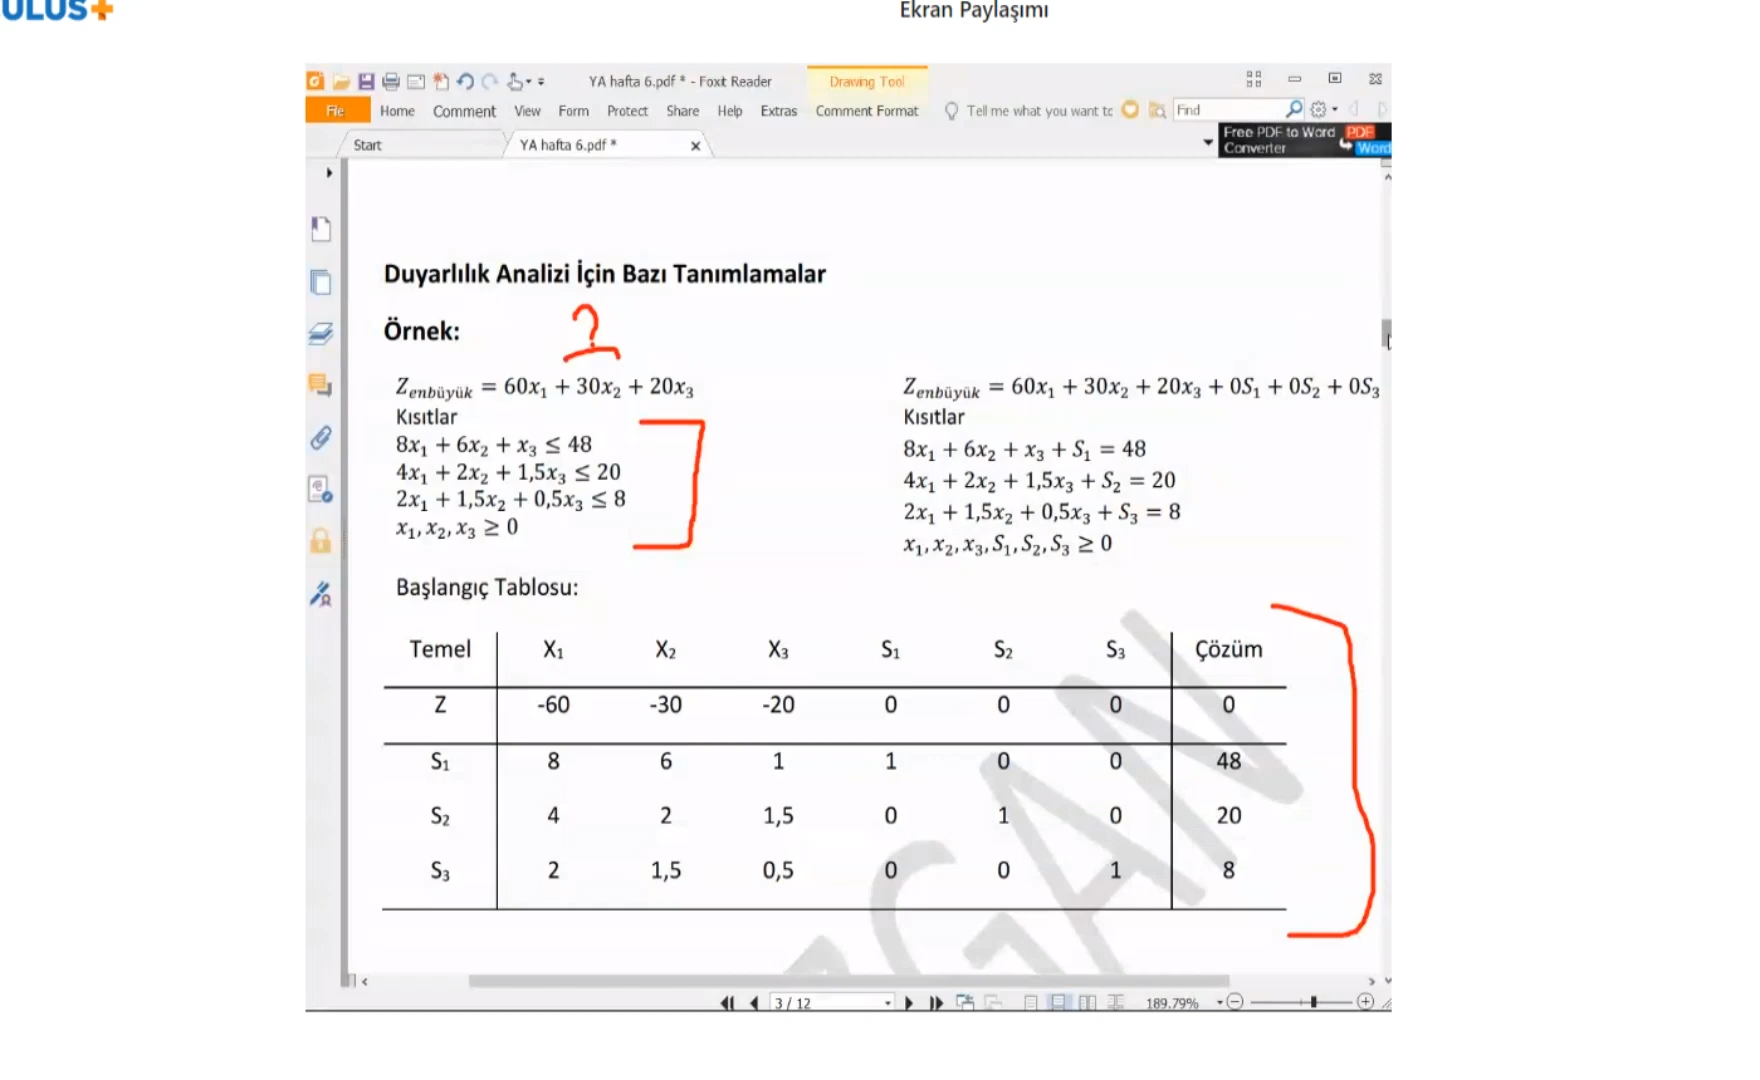 ULUS+
Ekran Paylaşımı
YA hafta 6.pdf * - Foxit Reader
Drawing Tool
File Home Comment View Form Protect Share Help Extras Comment Format Tell me what you want to Find
Start
YA hafta 6.pdf *
Free PDF to Word Converter
PDF
Word
Duyarlılık Analizi İçin Bazı Tanımlamalar
?
Örnek:
Zenbüyük = 60x₁ + 30x₂ + 20x₃
Kısıtlar
8x₁ + 6x₂ + x₃ ≤ 48
4x₁ + 2x₂ + 1,5x₃ ≤ 20
2x₁ + 1,5x₂ + 0,5x₃ ≤ 8
x₁, x₂, x₃ ≥ 0
Zenbüyük = 60x₁ + 30x₂ + 20x₃ + 0S₁ + 0S₂ + 0S₃
Kısıtlar
8x₁ + 6x₂ + x₃ + S₁ = 48
4x₁ + 2x₂ + 1,5x₃ + S₂ = 20
2x₁ + 1,5x₂ + 0,5x₃ + S₃ = 8
x₁, x₂, x₃, S₁, S₂, S₃ ≥ 0
Başlangıç Tablosu:
Temel X₁ X₂ X₃ S₁ S₂ S₃ Çözüm
Z -60 -30 -20 0 0 0 0
S₁ 8 6 1 1 0 0 48
S₂ 4 2 1,5 0 1 0 20
S₃ 2 1,5 0,5 0 0 1 8
3 / 12
189.79%